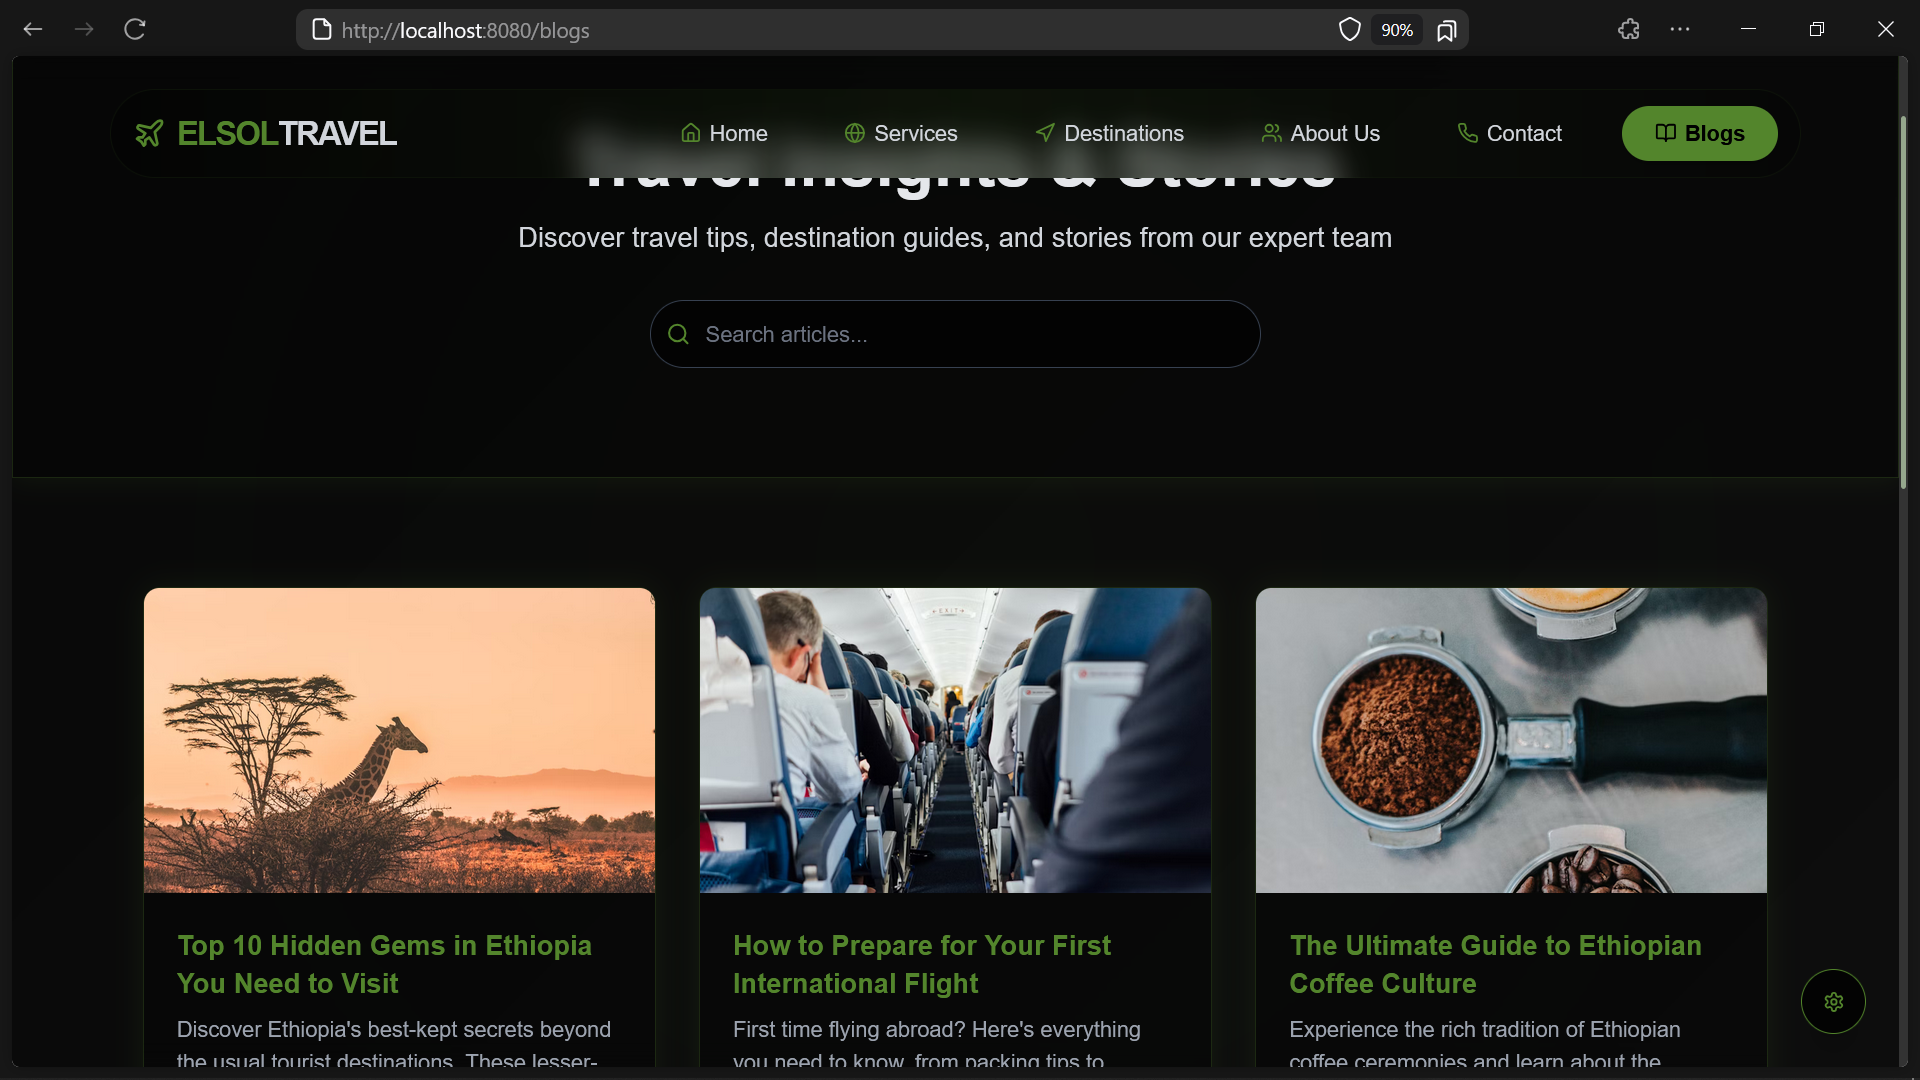 http://localhost:8080/blogs
90%
ELSOLTRAVEL
Home
Services
Destinations
About Us
Contact
Blogs
Travel Insights & Stories
Discover travel tips, destination guides, and stories from our expert team
Search articles...
EXIT
Top 10 Hidden Gems in Ethiopia
You Need to Visit
Discover Ethiopia's best-kept secrets beyond
the usual tourist destinations. These lesser-
How to Prepare for Your First
International Flight
First time flying abroad? Here's everything
you need to know, from packing tips to
The Ultimate Guide to Ethiopian
Coffee Culture
Experience the rich tradition of Ethiopian
coffee ceremonies and learn about the